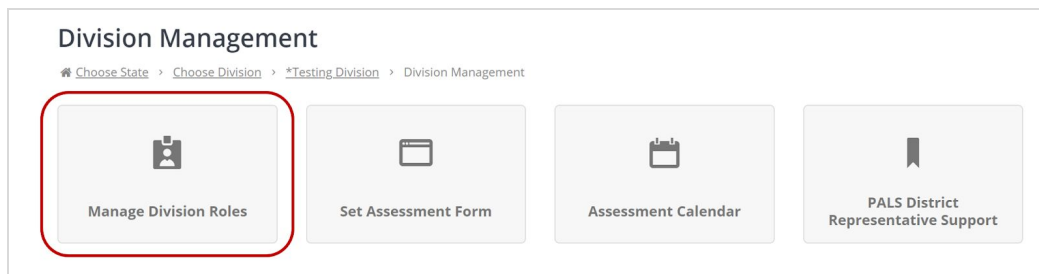 Division Management
Choose State › Choose Division › *Testing Division › Division Management
Manage Division Roles
Set Assessment Form
Assessment Calendar
PALS District
Representative Support